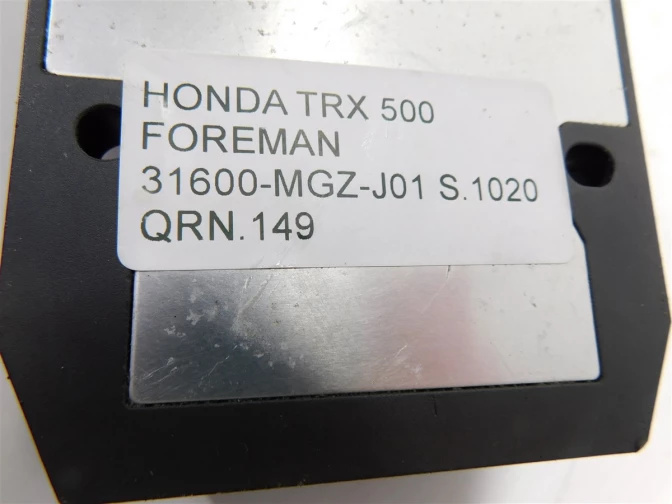 HONDA TRX 500
FOREMAN
31600-MGZ-J01 S.1020
QRN.149